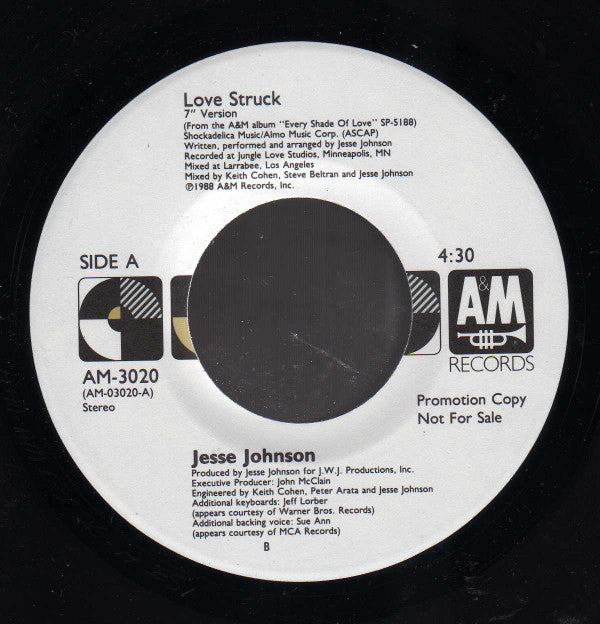 Love Struck
7" Version
(From the A&M album "Every Shade Of Love" SP-5188)
Shockadelica Music/Almo Music Corp. (ASCAP)
Written, performed and arranged by Jesse Johnson
Recorded at Jungle Love Studios, Minneapolis, MN
Mixed at Larrabee, Los Angeles
Mixed by Keith Cohen, Steve Beltran and Jesse Johnson
℗1988 A&M Records, Inc.
SIDE A
4:30
A&M
RECORDS
AM-3020
(AM-03020-A)
Stereo
Promotion Copy
Not For Sale
Jesse Johnson
Produced by Jesse Johnson for J.W.J. Productions, Inc.
Executive Producer: John McClain
Engineered by Keith Cohen, Peter Arata and Jesse Johnson
Additional keyboards: Jeff Lorber
(appears courtesy of Warner Bros. Records)
Additional backing voice: Sue Ann
(appears courtesy of MCA Records)
B